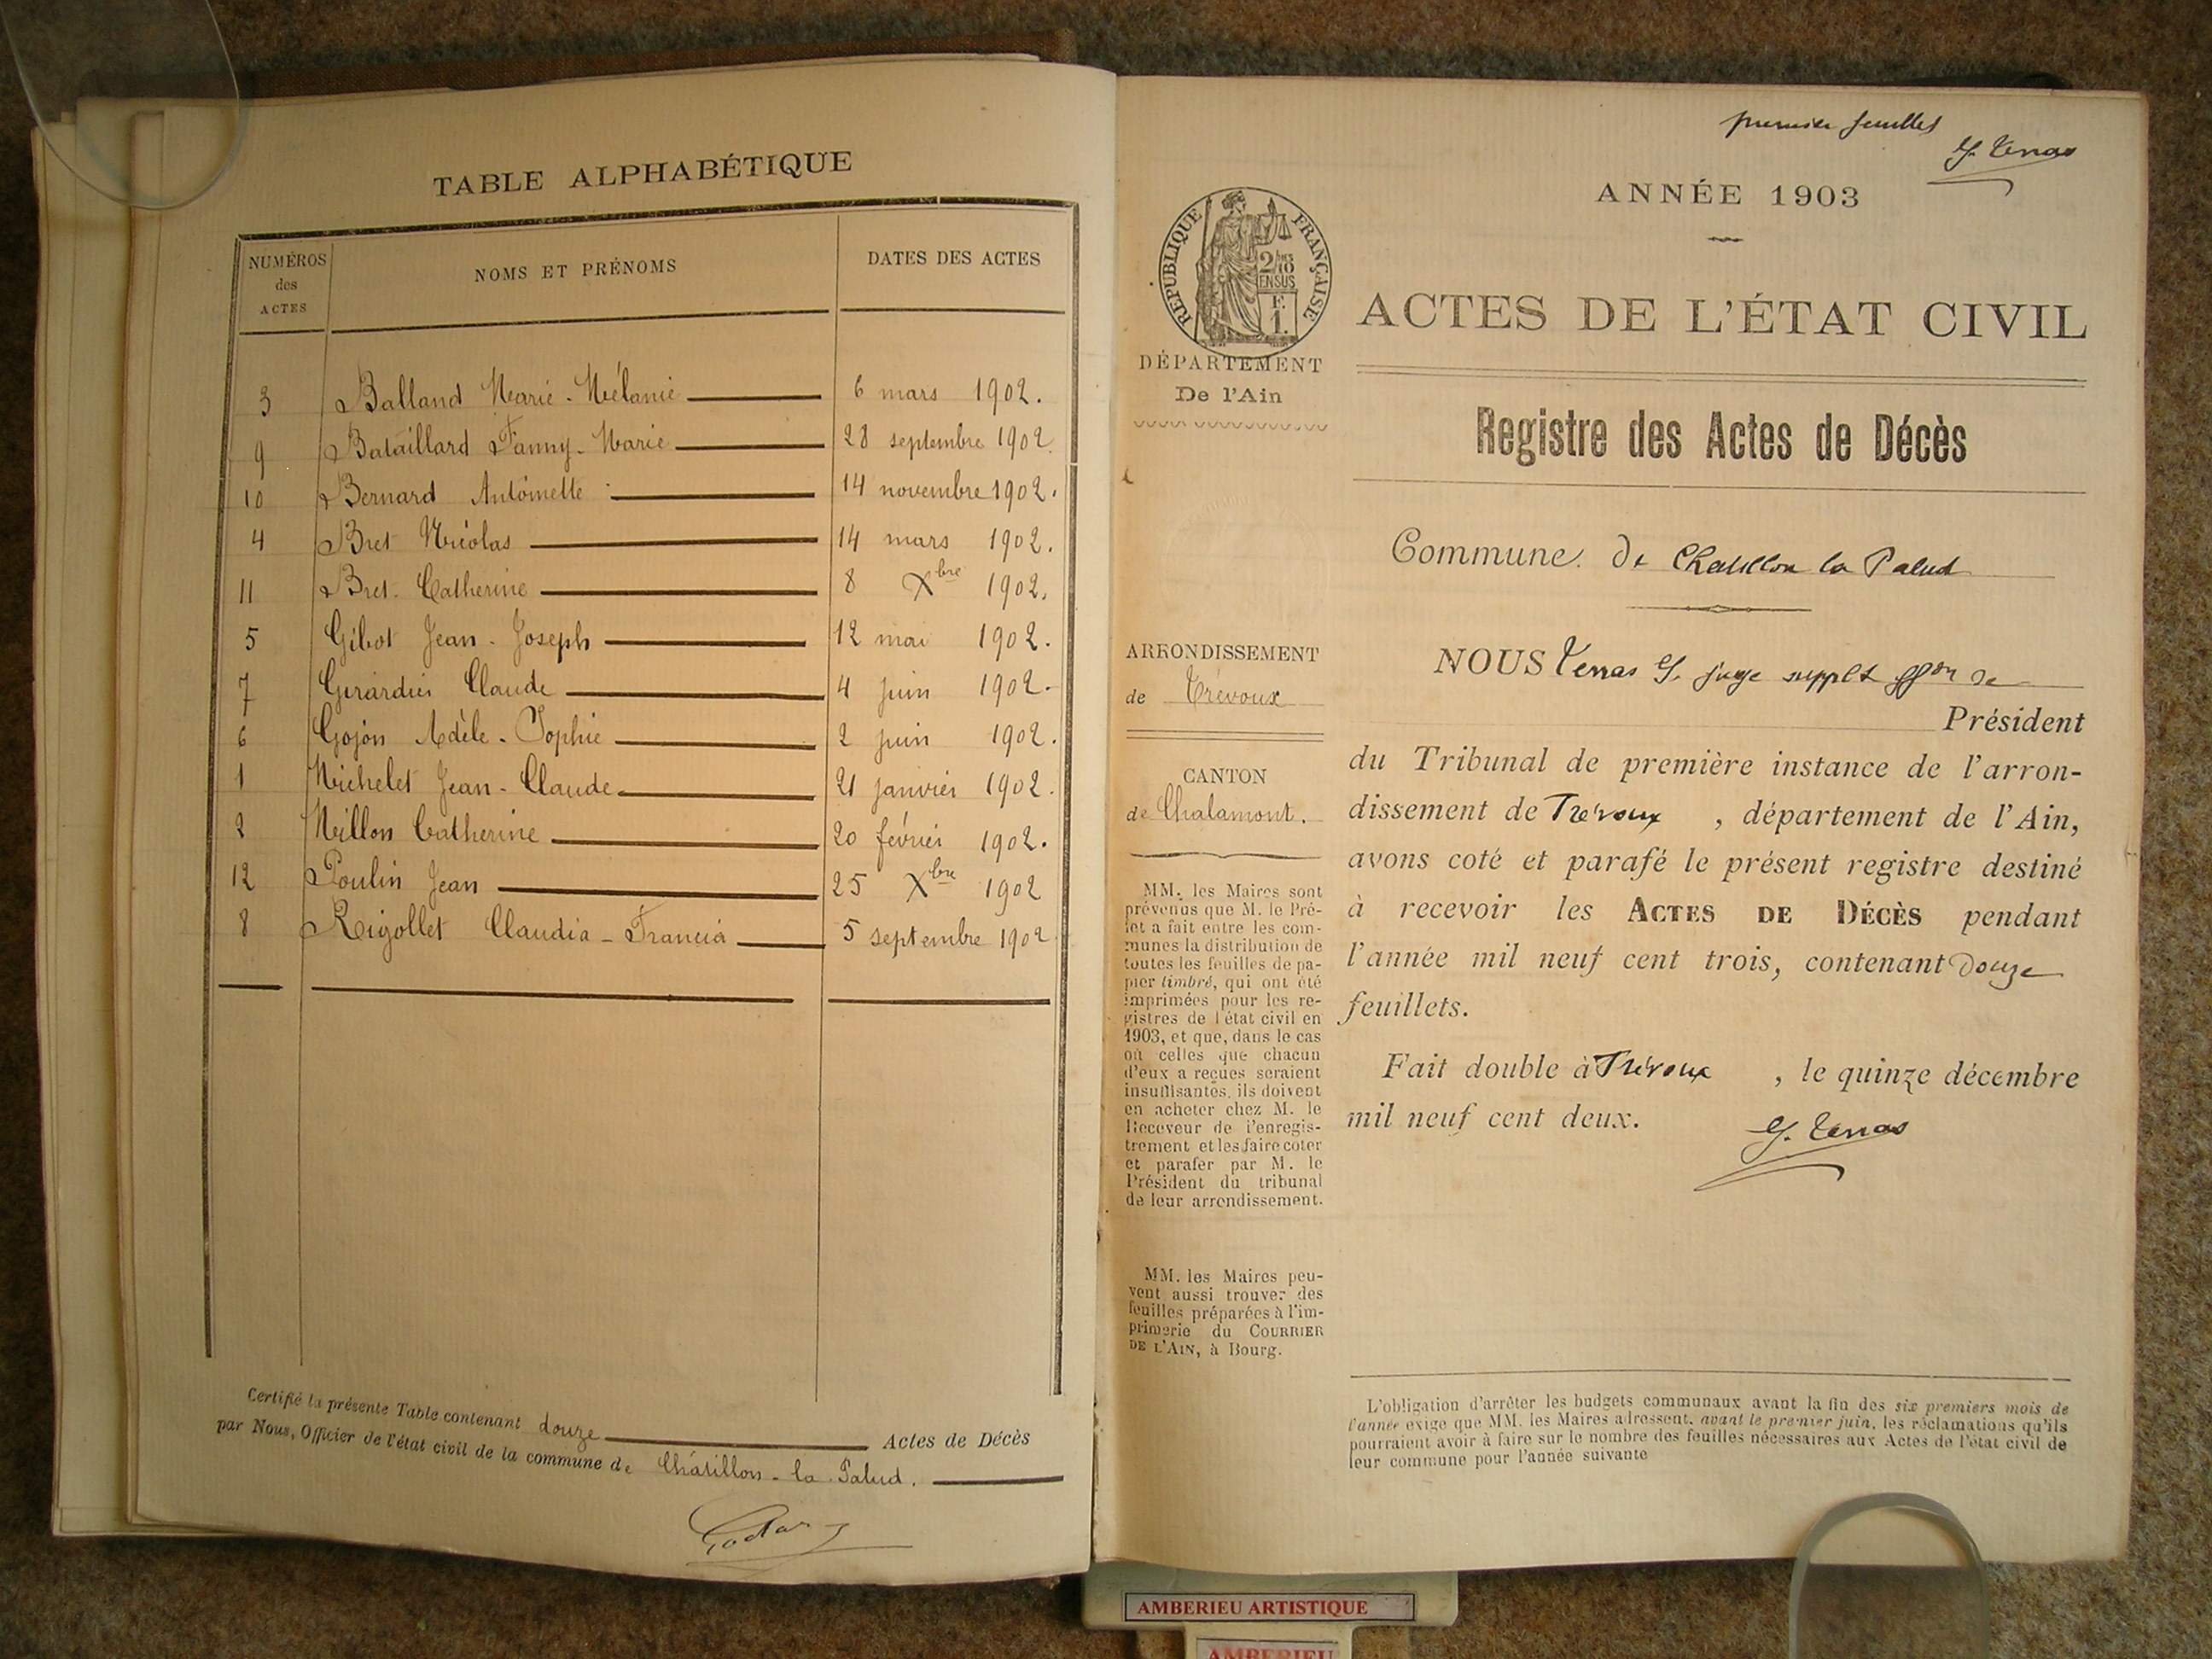 TABLE ALPHABÉTIQUE
NUMÉROS
des
ACTES
NOMS ET PRÉNOMS
DATES DES ACTES
3 Balland Marie-Mélanie 6 mars 1902.
9 Bataillard Fanny-Marie 28 septembre 1902
10 Bernard Antoinette 14 novembre 1902.
4 Bret Nicolas 14 mars 1902.
11 Bret Catherine 8 Xbre 1902.
5 Gibot Jean-Joseph 12 mai 1902.
7 Claude 4 juin 1902.
6 Gojon Adèle-Sophie 2 juin 1902.
1 Michelet Jean-Claude 21 janvier 1902.
2 Millon Catherine 20 février 1902.
12 Poulin Jean 25 Xbre 1902
8 Rigollet Claudia-Francia 5 septembre 1902
Certifié la présente Table contenant douze Actes de Décès
par Nous, Officier de l'état civil de la commune de Châtillon-la-Palud.
premier feuillet
G. Terras
ANNÉE 1903
RÉPUBLIQUE FRANÇAISE
2/10
EN SUS
F.
1.
ACTES DE L'ÉTAT CIVIL
DÉPARTEMENT
De l'Ain
Registre des Actes de Décès
Commune de Chatillon la Palud
ARRONDISSEMENT
de Trévoux
CANTON
de Chalamont.
MM. les Maires sont
prévenus que M. le Pré-
fet a fait entre les com-
munes la distribution de
toutes les feuilles de pa-
pier timbré, qui ont été
imprimées pour les re-
gistres de l'état civil en
1903, et que, dans le cas
où celles que chacun
d'eux a reçues seraient
insuffisantes, ils doivent
en acheter chez M. le
Receveur de l'enregis-
trement et les faire coter
et parafer par M. le
Président du tribunal
de leur arrondissement.
MM. les Maires peu-
vent aussi trouver des
feuilles préparées à l'im-
primerie du COURRIER
DE L'AIN, à Bourg.
NOUS Terras G. juge supplt ffon de
Président
du Tribunal de première instance de l'arron-
dissement de Trévoux , département de l'Ain,
avons coté et parafé le présent registre destiné
à recevoir les ACTES DE DÉCÈS pendant
l'année mil neuf cent trois, contenant douze
feuillets.
Fait double à Trévoux , le quinze décembre
mil neuf cent deux.
G. Terras
L'obligation d'arrêter les budgets communaux avant la fin des six premiers mois de
l'année exige que MM. les Maires adressent, avant le premier juin, les réclamations qu'ils
pourraient avoir à faire sur le nombre des feuilles nécessaires aux Actes de l'état civil de
leur commune pour l'année suivante
AMBERIEU ARTISTIQUE
AMBERIEU